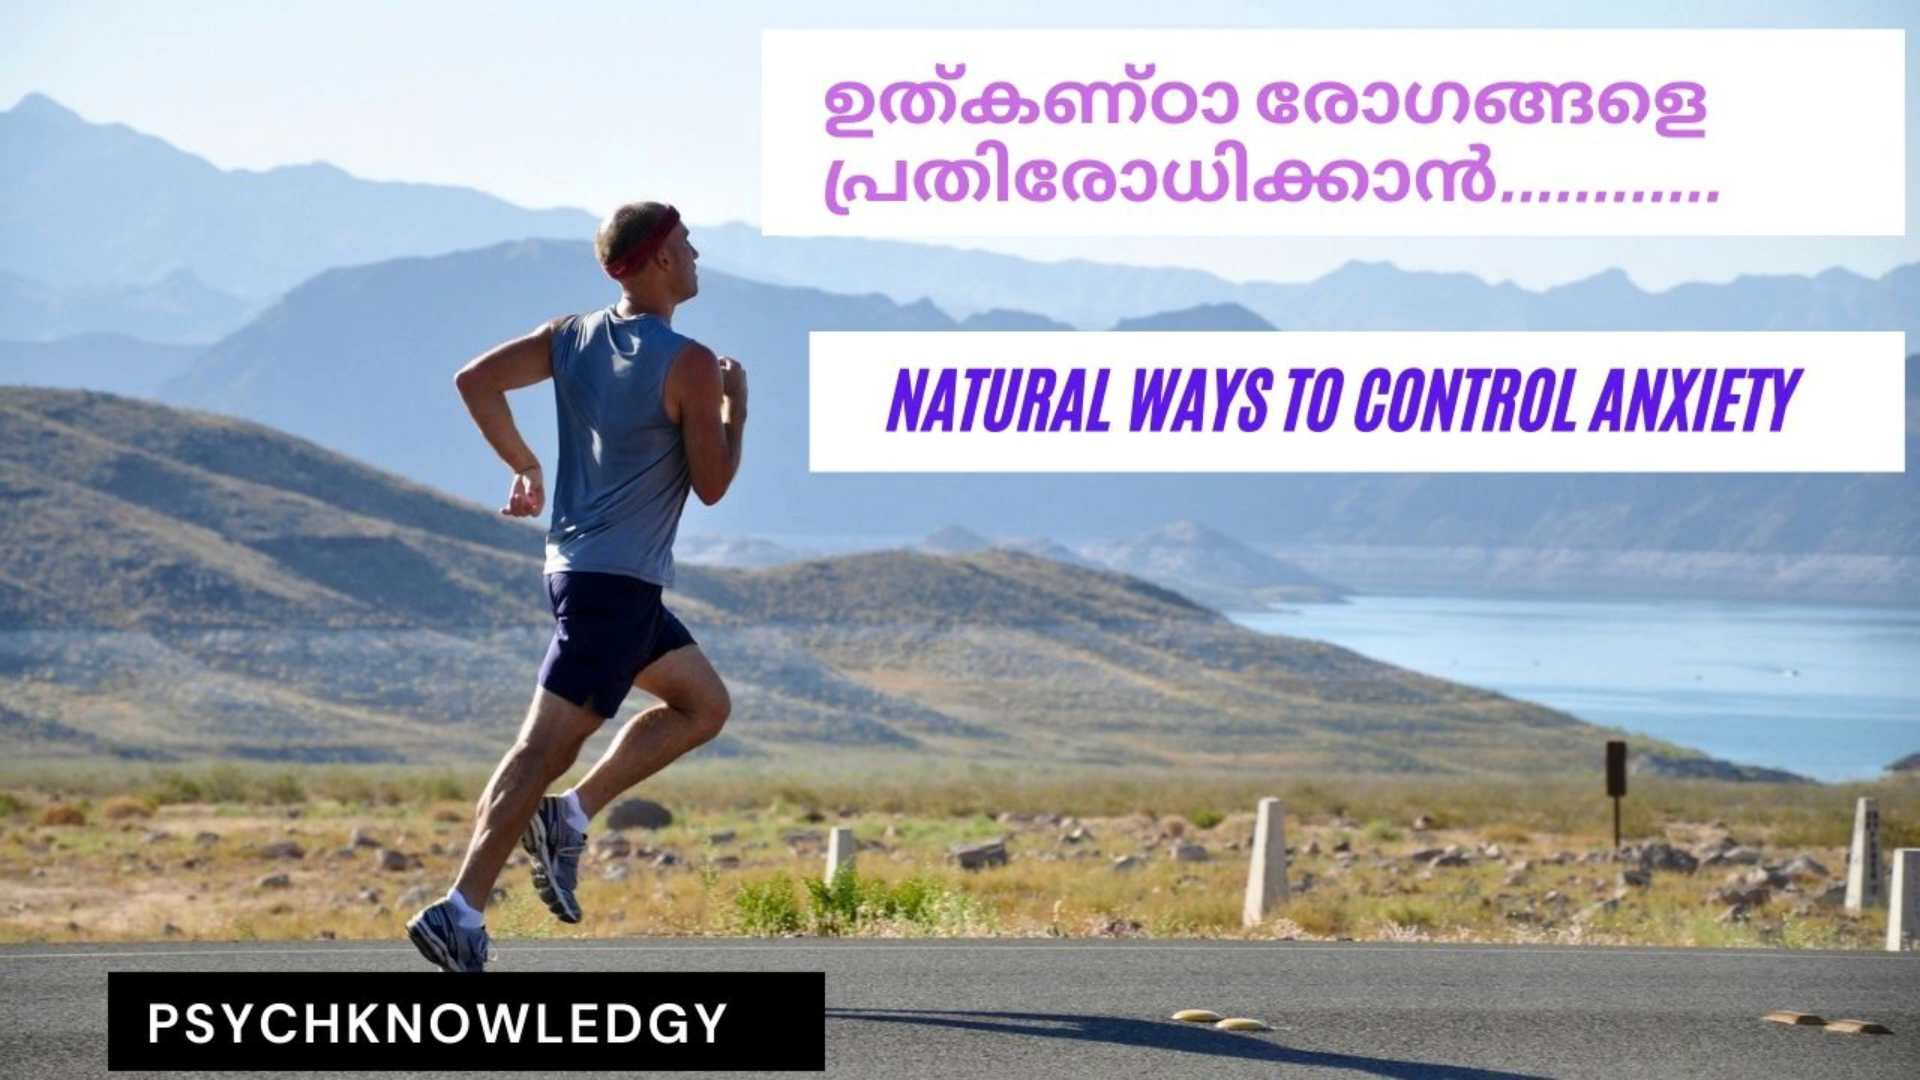 ഉത്കണ്ഠാ രോഗങ്ങളെ
പ്രതിരോധിക്കാൻ............
NATURAL WAYS TO CONTROL ANXIETY
PSYCHKNOWLEDGY